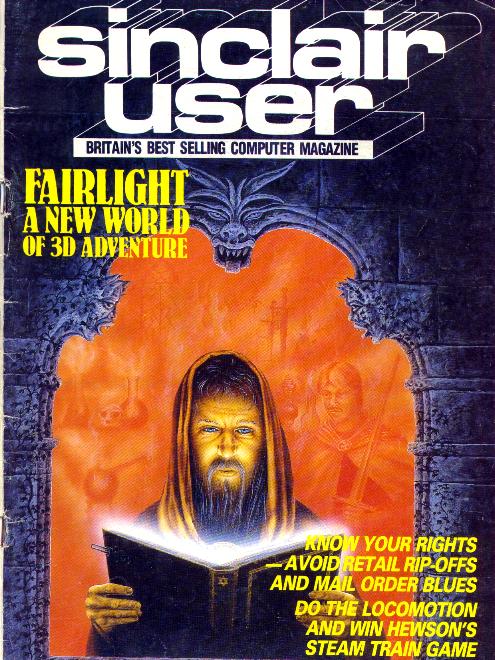 sinclair
user
BRITAIN'S BEST SELLING COMPUTER MAGAZINE
FAIRLIGHT
A NEW WORLD
OF 3D ADVENTURE
KNOW YOUR RIGHTS
— AVOID RETAIL RIP-OFFS
AND MAIL ORDER BLUES
DO THE LOCOMOTION
AND WIN HEWSON'S
STEAM TRAIN GAME